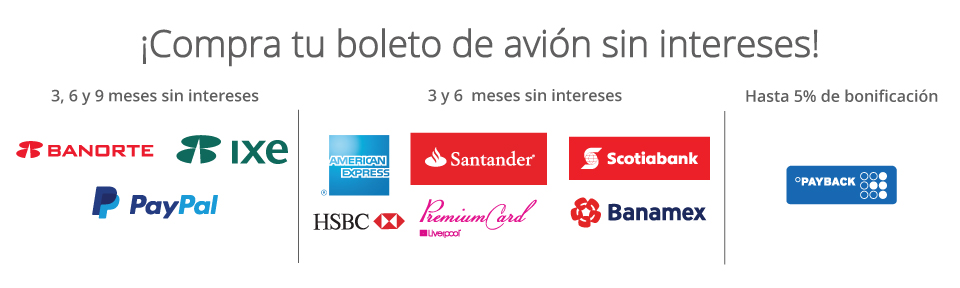 ¡Compra tu boleto de avión sin intereses!
3, 6 y 9 meses sin intereses
BANORTE
IXE
PayPal
3 y 6 meses sin intereses
AMERICAN
EXPRESS
®
Santander®
Scotiabank
HSBC
PremiumCard
Liverpool
Banamex
Hasta 5% de bonificación
°PAYBACK